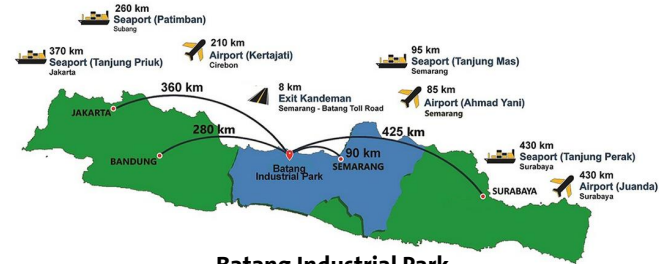 260 km
Seaport (Patimban)
Subang
370 km
Seaport (Tanjung Priuk)
Jakarta
210 km
Airport (Kertajati)
Cirebon
8 km
Exit Kandeman
Semarang - Batang Toll Road
95 km
Seaport (Tanjung Mas)
Semarang
85 km
Airport (Ahmad Yani)
Semarang
430 km
Seaport (Tanjung Perak)
Surabaya
430 km
Airport (Juanda)
Surabaya
360 km
JAKARTA
280 km
BANDUNG
425 km
90 km
SEMARANG
Batang
Industrial Park
SURABAYA
Batang Industrial Park